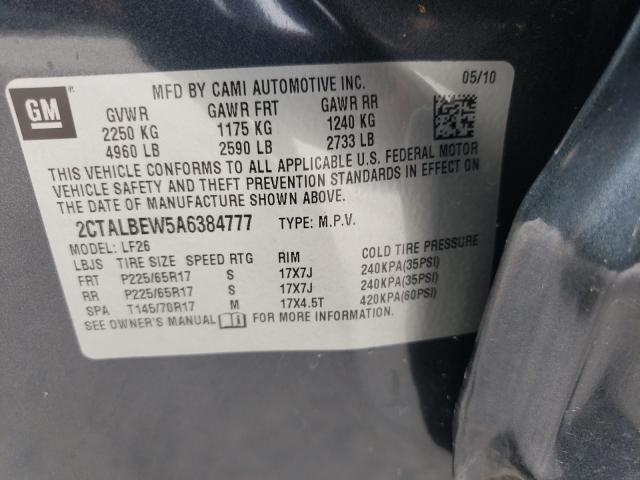 GM
MFD BY CAMI AUTOMOTIVE INC. 05/10
GVWR GAWR FRT GAWR RR
2250 KG 1175 KG 1240 KG
4960 LB 2590 LB 2733 LB
THIS VEHICLE CONFORMS TO ALL APPLICABLE U.S. FEDERAL MOTOR
VEHICLE SAFETY AND THEFT PREVENTION STANDARDS IN EFFECT ON
THE DATE OF MANUFACTURE SHOWN ABOVE.
2CTALBEW5A6384777 TYPE: M.P.V.
MODEL: LF26
LBJS TIRE SIZE SPEED RTG RIM COLD TIRE PRESSURE
FRT P225/65R17 S 17X7J 240KPA(35PSI)
RR P225/65R17 S 17X7J 240KPA(35PSI)
SPA T145/70R17 M 17X4.5T 420KPA(60PSI)
SEE OWNER'S MANUAL FOR ADDITIONAL INFORMATION.